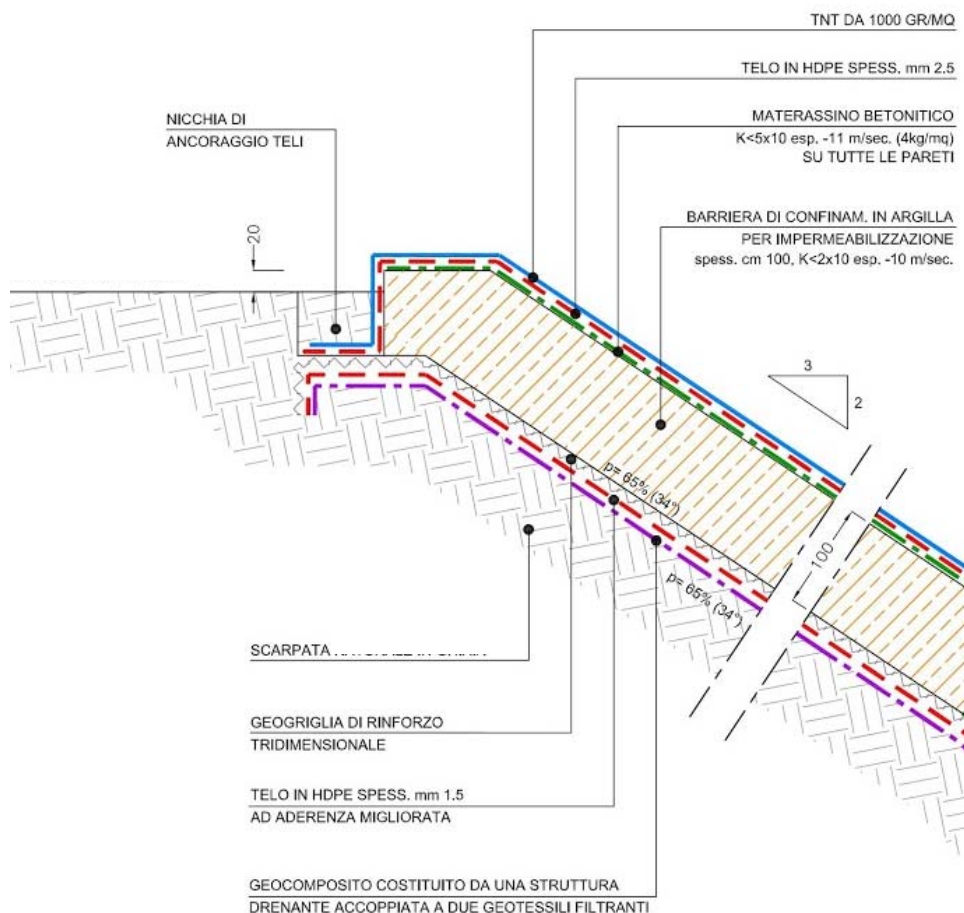 TNT DA 1000 GR/MQ
TELO IN HDPE SPESS. mm 2.5
NICCHIA DI
ANCORAGGIO TELI
MATERASSINO BETONITICO
K<5x10 esp. -11 m/sec. (4kg/mq)
SU TUTTE LE PARETI
BARRIERA DI CONFINAM. IN ARGILLA
PER IMPERMEABILIZZAZIONE
spess. cm 100, K<2x10 esp. -10 m/sec.
20
3
2
p= 65% (34°)
100
p= 65% (34°)
SCARPATA
GEOGRIGLIA DI RINFORZO
TRIDIMENSIONALE
TELO IN HDPE SPESS. mm 1.5
AD ADERENZA MIGLIORATA
GEOCOMPOSITO COSTITUITO DA UNA STRUTTURA
DRENANTE ACCOPPIATA A DUE GEOTESSILI FILTRANTI